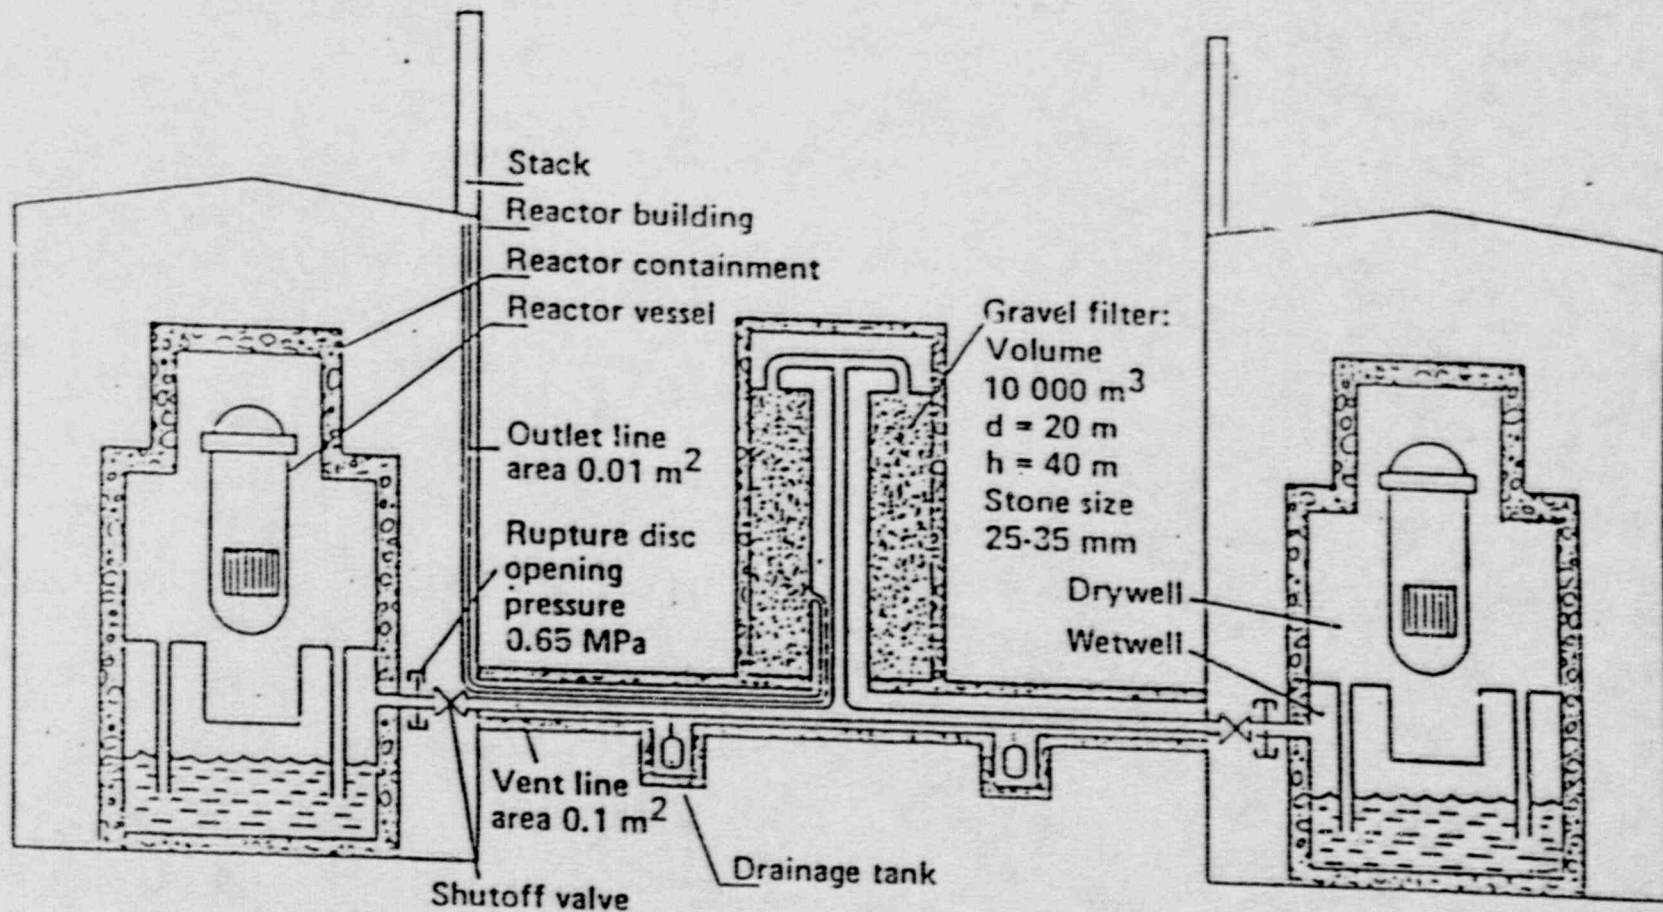 Stack
Reactor building
Reactor containment
Reactor vessel
Outlet line
area 0.01 m²
Rupture disc
opening
pressure
0.65 MPa
Gravel filter:
Volume
10 000 m³
d = 20 m
h = 40 m
Stone size
25-35 mm
Drywell
Wetwell
Vent line
area 0.1 m²
Drainage tank
Shutoff valve